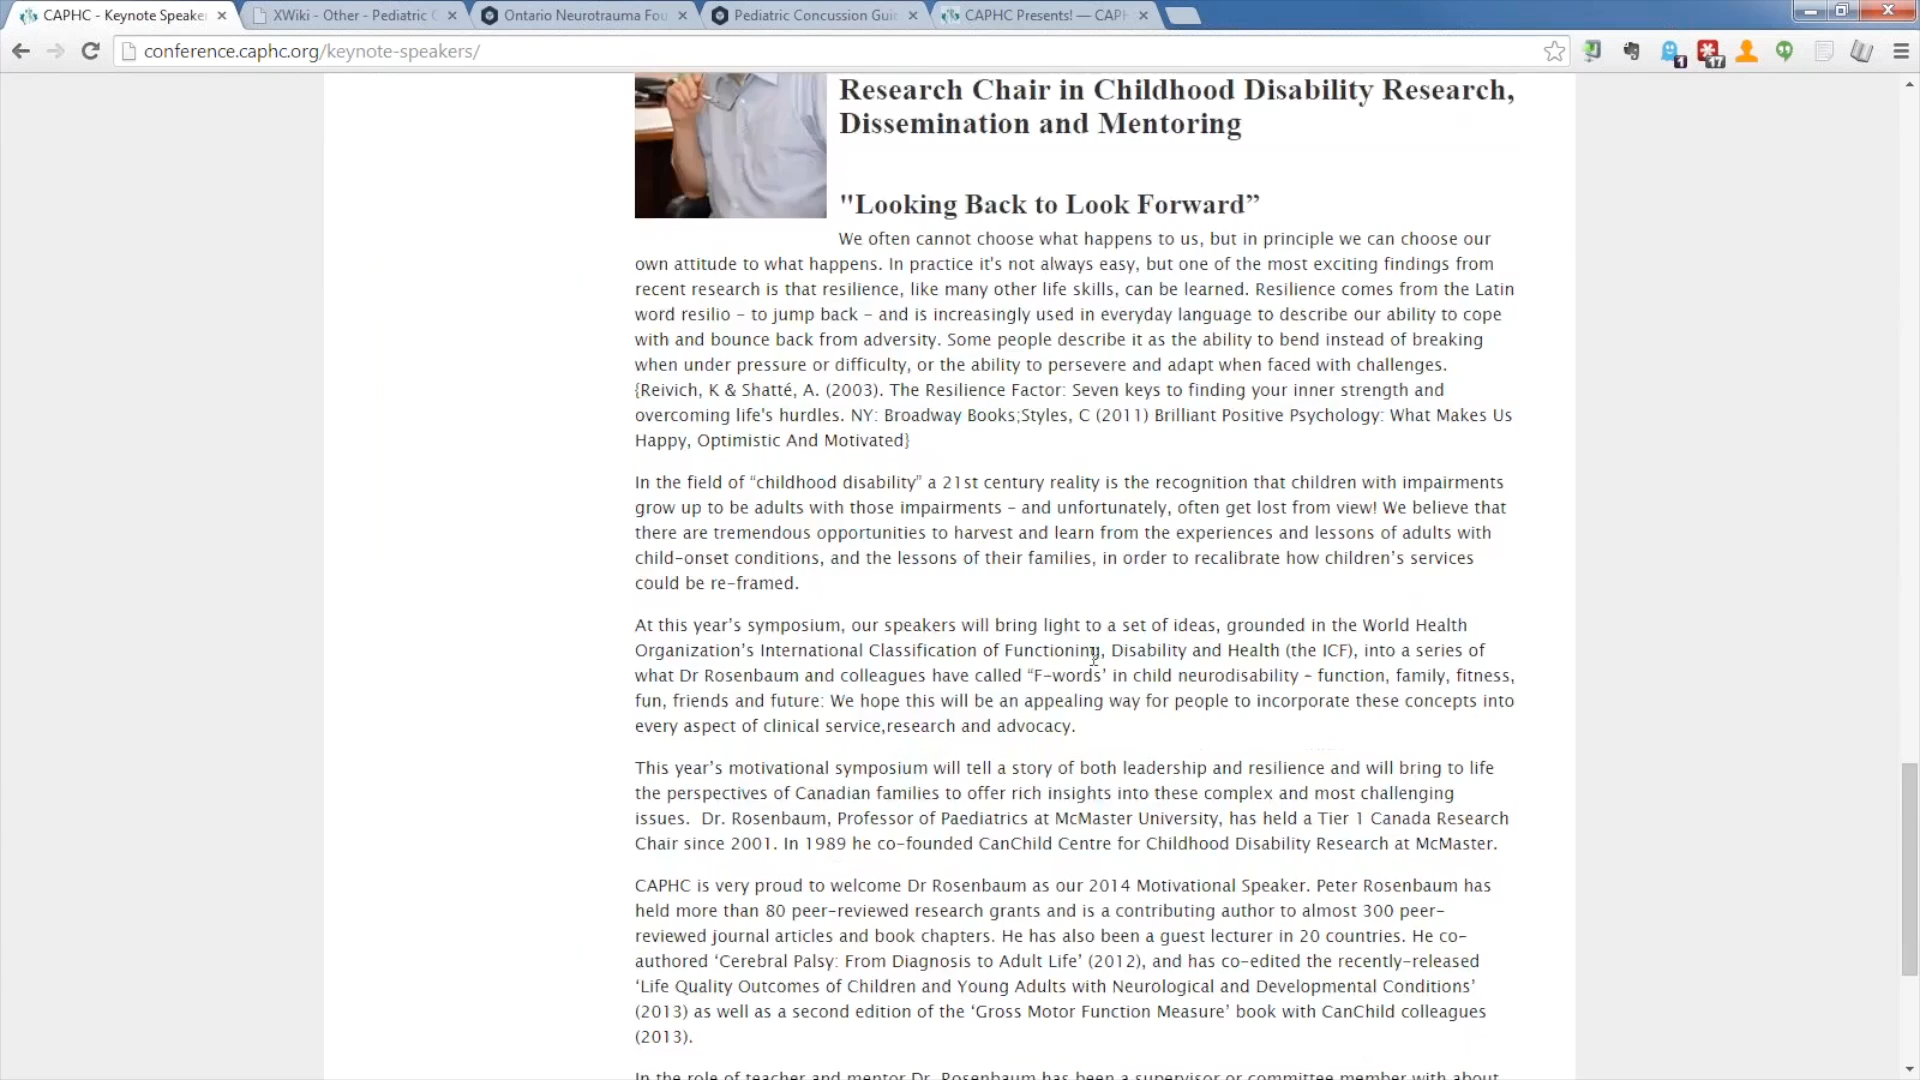 CAPHC - Keynote Speake
XWiki - Other - Pediatric C
Ontario Neurotrauma Fou
Pediatric Concussion Gui
CAPHC Presents! — CAPH
conference.caphc.org/keynote-speakers/
1
17
Research Chair in Childhood Disability Research,
Dissemination and Mentoring
"Looking Back to Look Forward”
We often cannot choose what happens to us, but in principle we can choose our
own attitude to what happens. In practice it's not always easy, but one of the most exciting findings from
recent research is that resilience, like many other life skills, can be learned. Resilience comes from the Latin
word resilio – to jump back – and is increasingly used in everyday language to describe our ability to cope
with and bounce back from adversity. Some people describe it as the ability to bend instead of breaking
when under pressure or difficulty, or the ability to persevere and adapt when faced with challenges.
{Reivich, K & Shatté, A. (2003). The Resilience Factor: Seven keys to finding your inner strength and
overcoming life's hurdles. NY: Broadway Books;Styles, C (2011) Brilliant Positive Psychology: What Makes Us
Happy, Optimistic And Motivated}
In the field of “childhood disability” a 21st century reality is the recognition that children with impairments
grow up to be adults with those impairments – and unfortunately, often get lost from view! We believe that
there are tremendous opportunities to harvest and learn from the experiences and lessons of adults with
child-onset conditions, and the lessons of their families, in order to recalibrate how children’s services
could be re-framed.
At this year’s symposium, our speakers will bring light to a set of ideas, grounded in the World Health
Organization’s International Classification of Functioning, Disability and Health (the ICF), into a series of
what Dr Rosenbaum and colleagues have called “F-words’ in child neurodisability – function, family, fitness,
fun, friends and future: We hope this will be an appealing way for people to incorporate these concepts into
every aspect of clinical service,research and advocacy.
This year’s motivational symposium will tell a story of both leadership and resilience and will bring to life
the perspectives of Canadian families to offer rich insights into these complex and most challenging
issues.  Dr. Rosenbaum, Professor of Paediatrics at McMaster University, has held a Tier 1 Canada Research
Chair since 2001. In 1989 he co-founded CanChild Centre for Childhood Disability Research at McMaster.
CAPHC is very proud to welcome Dr Rosenbaum as our 2014 Motivational Speaker. Peter Rosenbaum has
held more than 80 peer-reviewed research grants and is a contributing author to almost 300 peer-
reviewed journal articles and book chapters. He has also been a guest lecturer in 20 countries. He co-
authored ‘Cerebral Palsy: From Diagnosis to Adult Life’ (2012), and has co-edited the recently-released
‘Life Quality Outcomes of Children and Young Adults with Neurological and Developmental Conditions’
(2013) as well as a second edition of the ‘Gross Motor Function Measure’ book with CanChild colleagues
(2013).
In the role of teacher and mentor Dr. Rosenbaum has been a supervisor or committee member with about